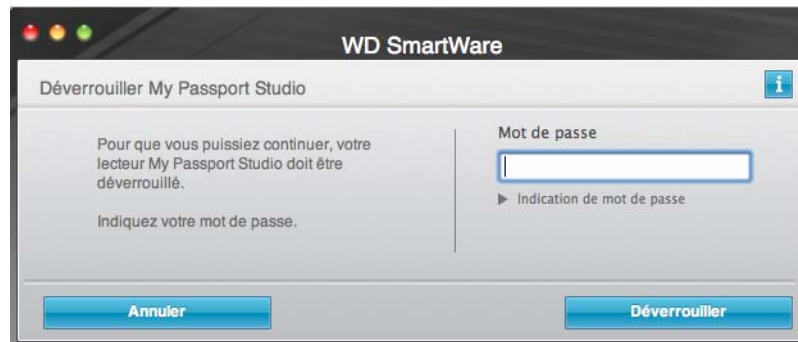 WD SmartWare
Déverrouiller My Passport Studio
i
Pour que vous puissiez continuer, votre
lecteur My Passport Studio doit être
déverrouillé.
Indiquez votre mot de passe.
Mot de passe
Indication de mot de passe
Annuler
Déverrouiller